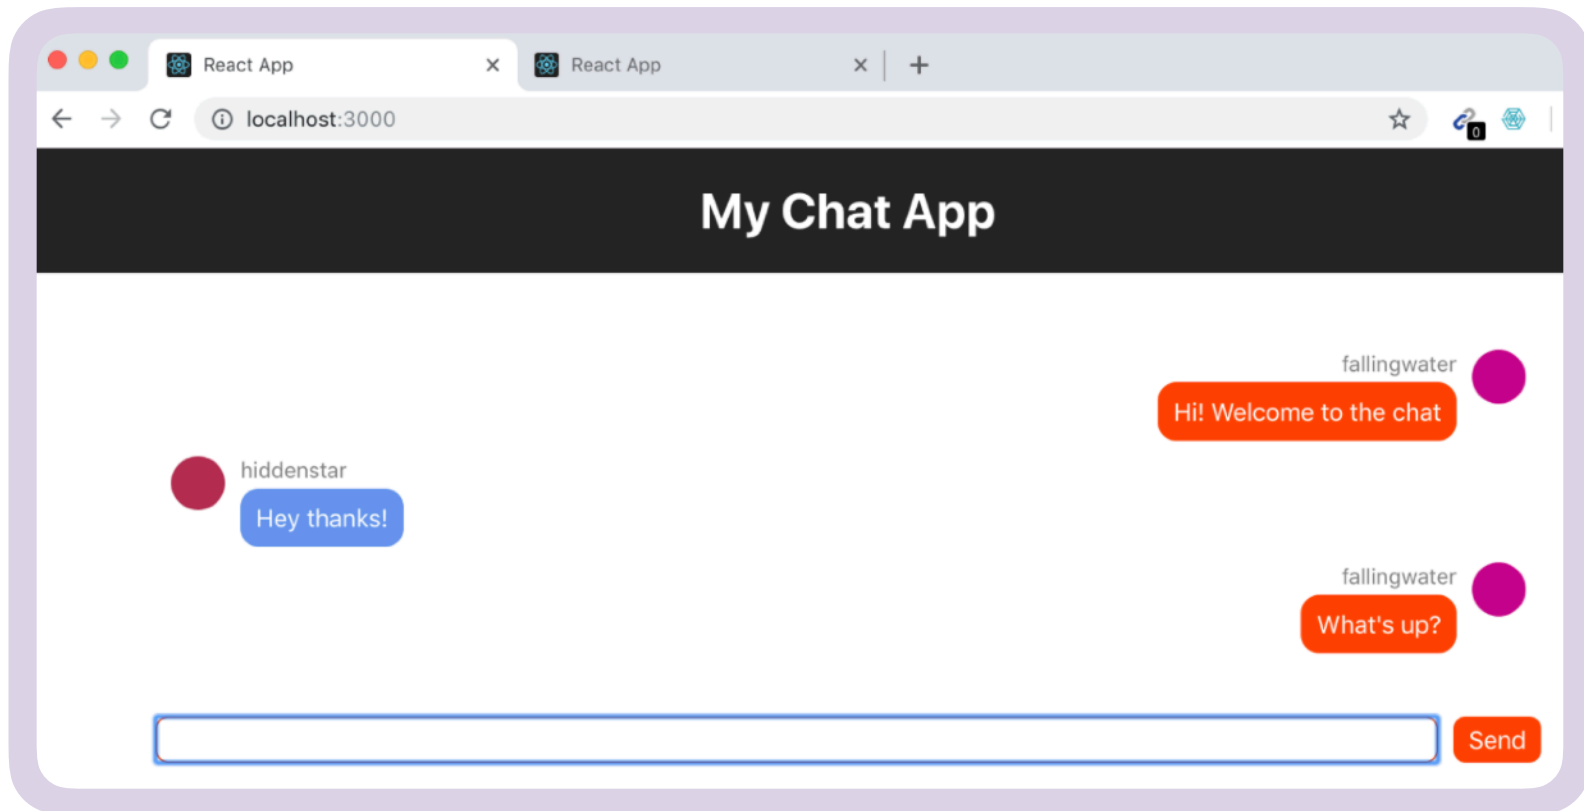 React App
React App
localhost:3000
0
My Chat App
fallingwater
Hi! Welcome to the chat
hiddenstar
Hey thanks!
fallingwater
What's up?
Send